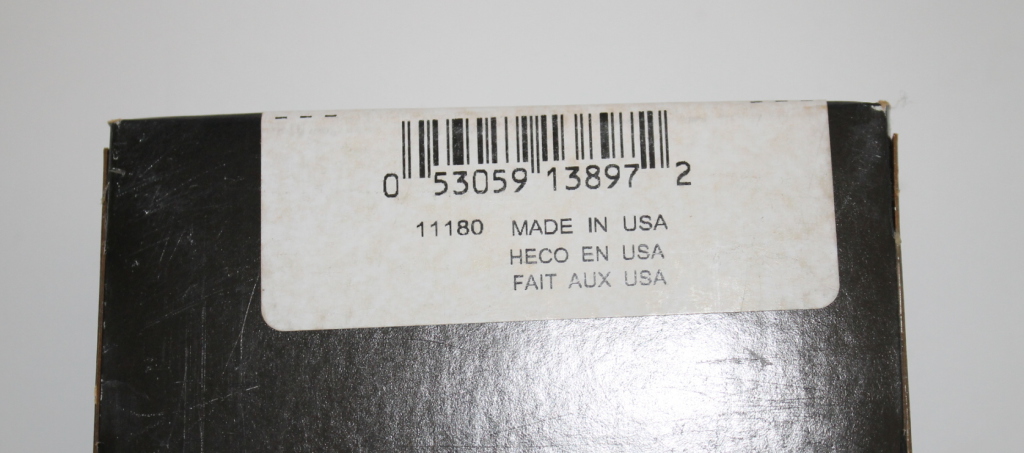 0 53059 13897 2
11180 MADE IN USA
HECO EN USA
FAIT AUX USA